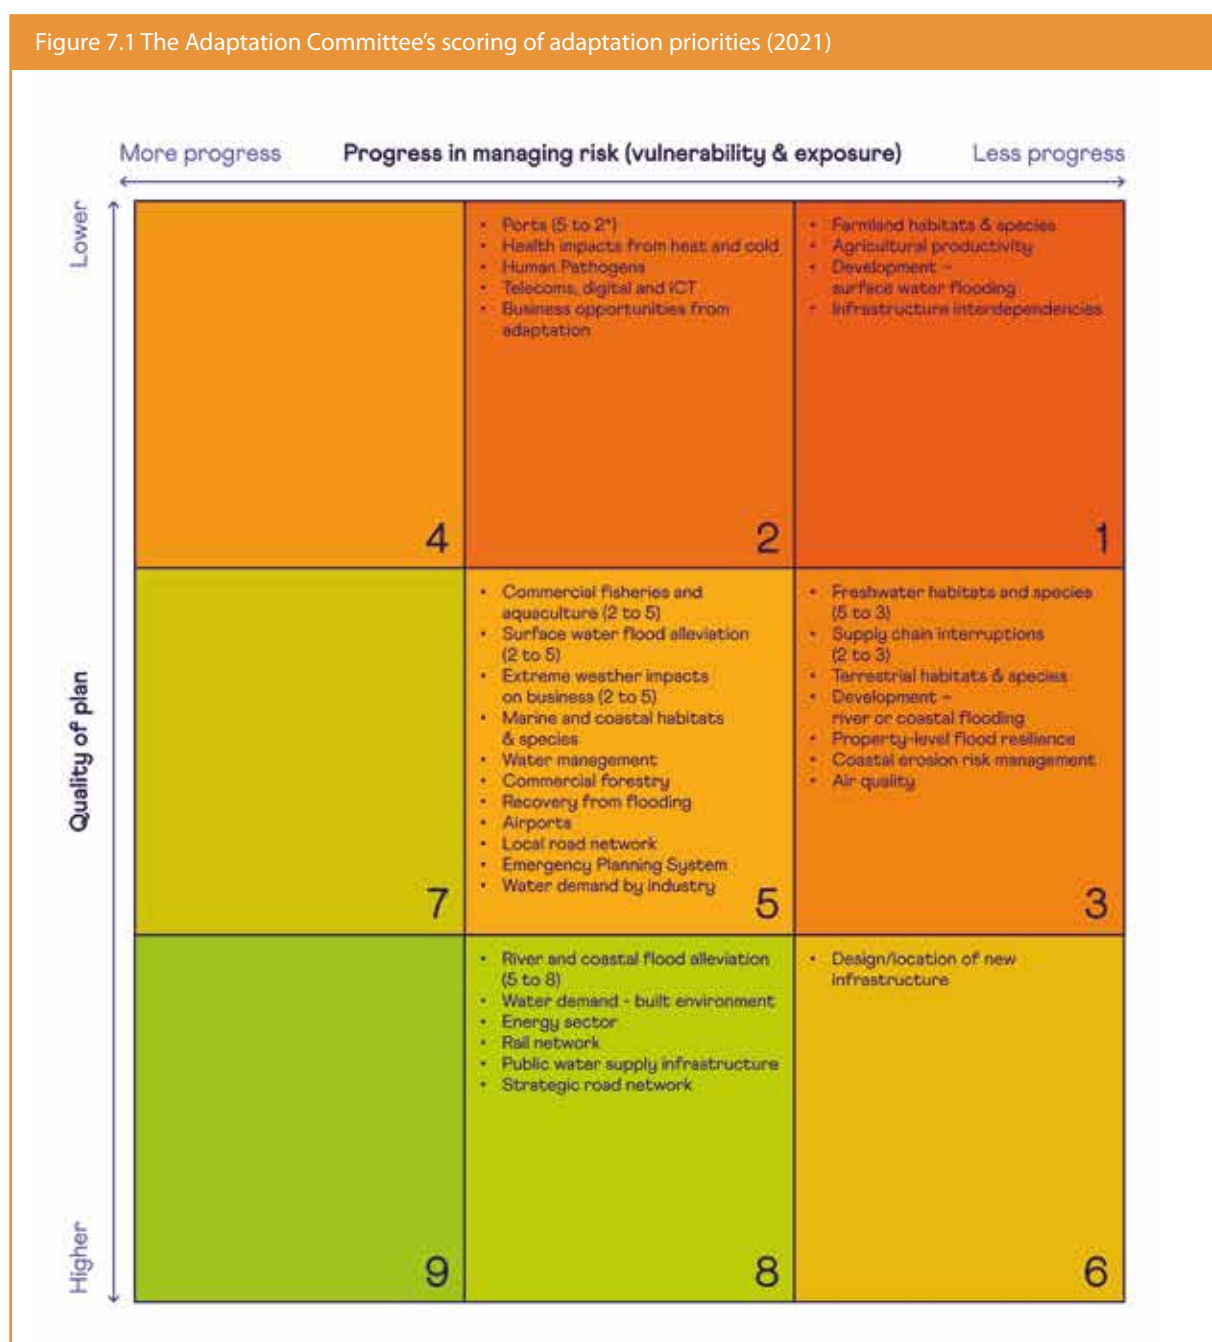 Figure 7.1 The Adaptation Committee's scoring of adaptation priorities (2021)
More progress
Progress in managing risk (vulnerability & exposure)
Less progress
Lower
Quality of plan
Higher
• Ports (5 to 2*)
• Health impacts from heat and cold
• Human Pathogens
• Telecoms, digital and ICT
• Business opportunities from
adaptation
• Farmland habitats & species
• Agricultural productivity
• Development –
surface water flooding
• Infrastructure interdependencies
4
2
1
• Commercial fisheries and
aquaculture (2 to 5)
• Surface water flood alleviation
(2 to 5)
• Extreme weather impacts
on business (2 to 5)
• Marine and coastal habitats
& species
• Water management
• Commercial forestry
• Recovery from flooding
• Airports
• Local road network
• Emergency Planning System
• Water demand by industry
• Freshwater habitats and species
(5 to 3)
• Supply chain interruptions
(2 to 3)
• Terrestrial habitats & species
• Development –
river or coastal flooding
• Property-level flood resilience
• Coastal erosion risk management
• Air quality
7
5
3
• River and coastal flood alleviation
(5 to 8)
• Water demand - built environment
• Energy sector
• Rail network
• Public water supply infrastructure
• Strategic road network
• Design/location of new
infrastructure
9
8
6